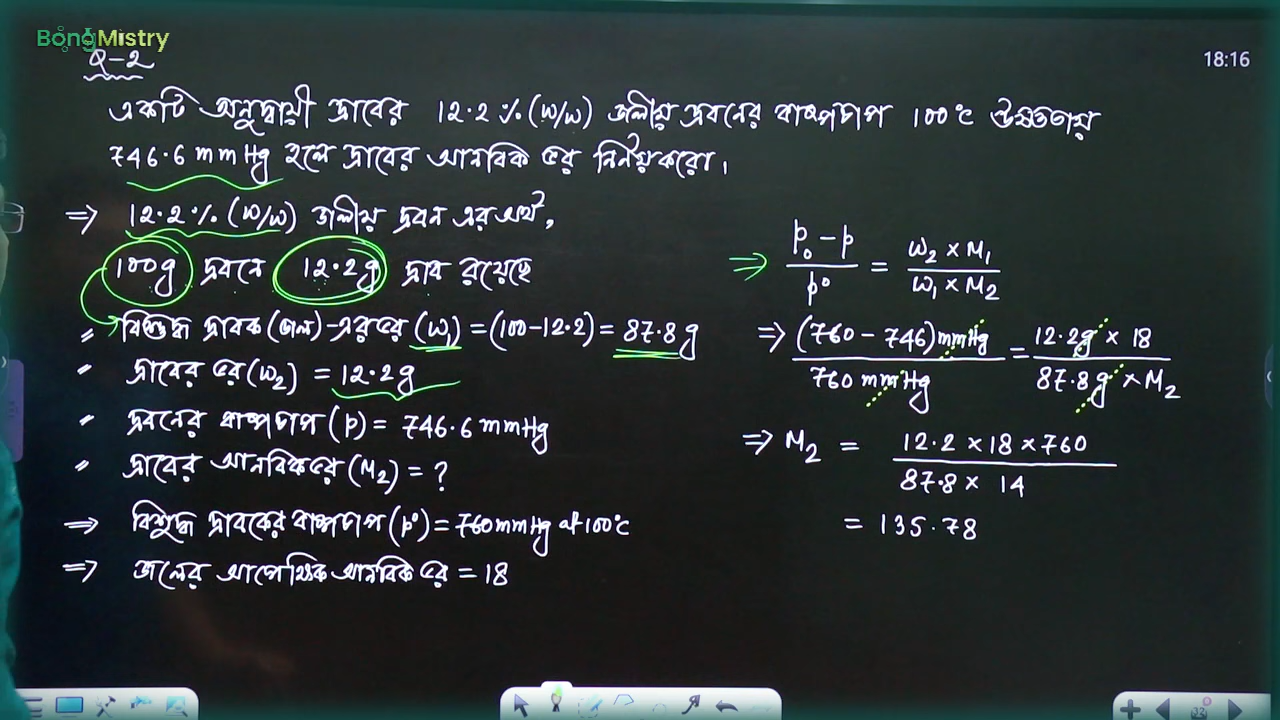 BongMistry
18:16
Q-2
একটি অনুদ্বায়ী দ্রাবের 12.2 % (W/W) জলীয় দ্রবনের বাষ্পচাপ 100°C উষ্ণতায়
746.6 mmHg হলে দ্রাবের আনবিক ভর নির্নয় করো।
⇒ 12.2 % (W/W) জলীয় দ্রবন এর অর্থ,
100g দ্রবনে 12.2g দ্রাব রয়েছে
বিশুদ্ধ দ্রাবক (জল)-এর ভর (W₁) = (100-12.2) = 87.8g
দ্রাবের ভর (W₂) = 12.2g
দ্রবনের বাষ্পচাপ (P) = 746.6 mmHg
দ্রাবের আনবিক ভর (M₂) = ?
⇒ বিশুদ্ধ দ্রাবকের বাষ্পচাপ (P°) = 760mmHg at 100°C
⇒ জলের আপেক্ষিক আনবিক ভর = 18
⇒ (P₀ - P) / P° = (W₂ × M₁) / (W₁ × M₂)
⇒ (760 - 746) mmHg / 760 mmHg = 12.2g × 18 / 87.8g × M₂
⇒ M₂ = 12.2 × 18 × 760 / 87.8 × 14
= 135.78